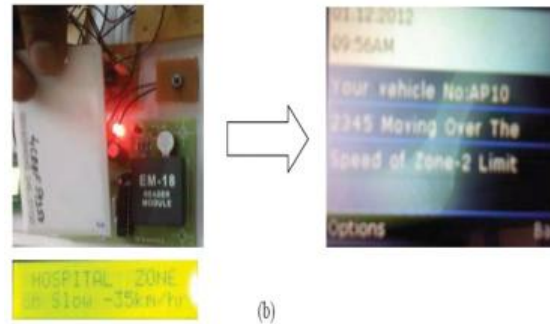 EM-18
READER
MODULE
01.12.2012
09:56AM
Your vehicle No:AP10
2345 Moving Over The
Speed of Zone-2 Limit
Options
HOSPITAL ZONE
Slow -35km/hr
(b)